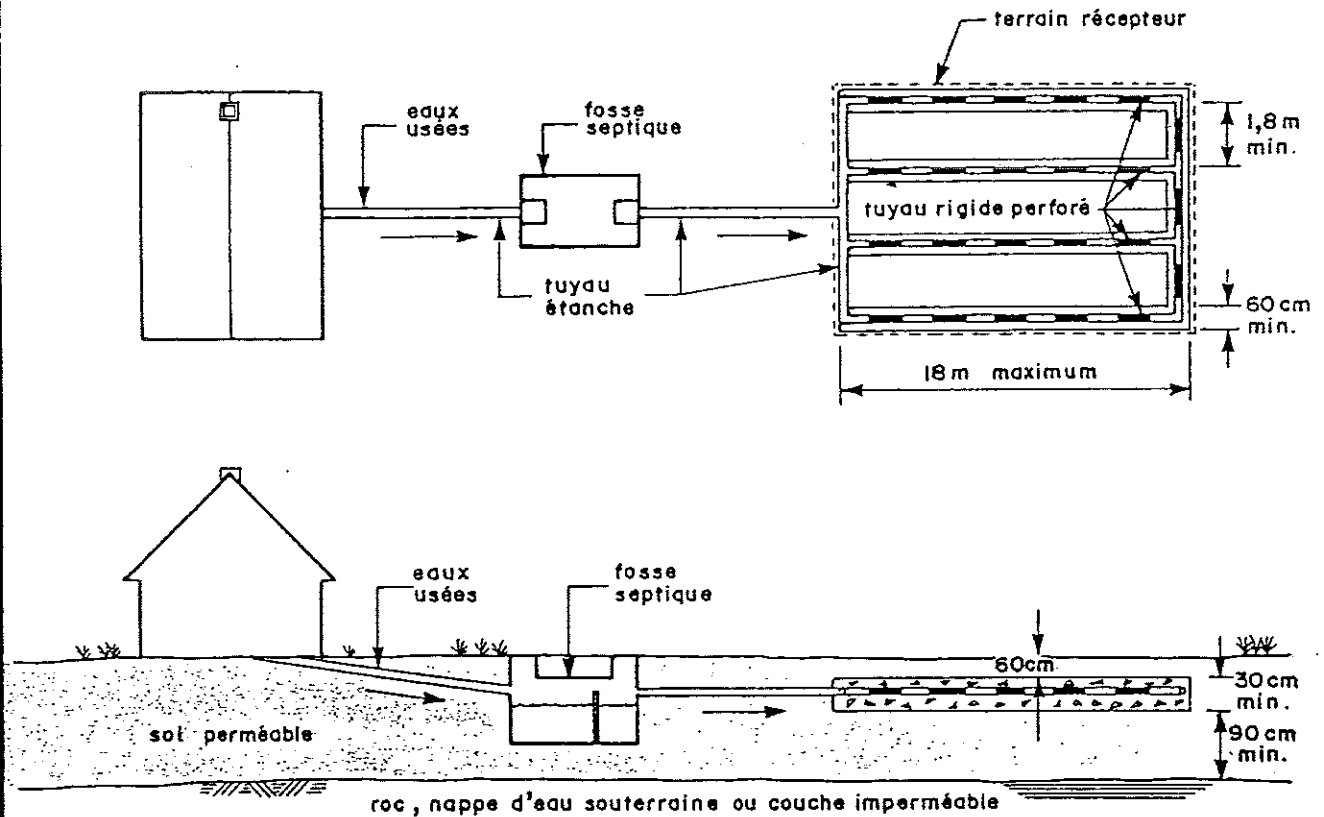 terrain récepteur
eaux
usées
fosse
septique
1,8 m
min.
tuyau rigide perforé
tuyau
étanche
60 cm
min.
18 m maximum
eaux
usées
fosse
septique
60cm
30 cm
min.
sol perméable
90 cm
min.
roc, nappe d'eau souterraine ou couche imperméable